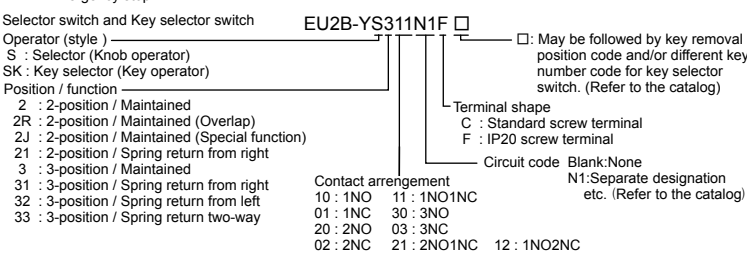 Selector switch and Key selector switch
EU2B-YS311N1F □
Operator (style )
S : Selector (Knob operator)
SK : Key selector (Key operator)
Position / function
2 : 2-position / Maintained
2R : 2-position / Maintained (Overlap)
2J : 2-position / Maintained (Special function)
21 : 2-position / Spring return from right
3 : 3-position / Maintained
31 : 3-position / Spring return from right
32 : 3-position / Spring return from left
33 : 3-position / Spring return two-way
Contact arrengement
10 : 1NO 11 : 1NO1NC
01 : 1NC 30 : 3NO
20 : 2NO 03 : 3NC
02 : 2NC 21 : 2NO1NC 12 : 1NO2NC
□: May be followed by key removal
position code and/or different key
number code for key selector
switch. (Refer to the catalog)
Terminal shape
C : Standard screw terminal
F : IP20 screw terminal
Circuit code Blank:None
N1:Separate designation
etc. (Refer to the catalog)